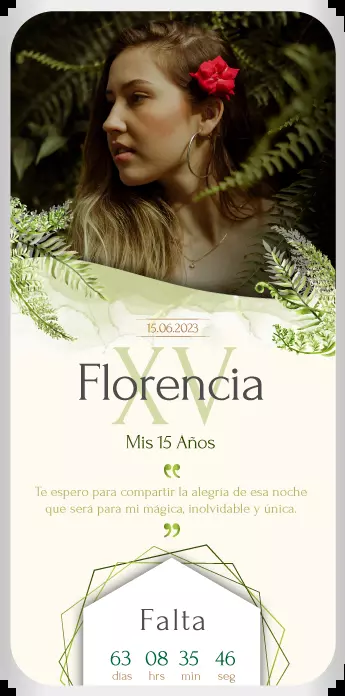 15.06.2023
XV
Florencia
Mis 15 Años
“
Te espero para compartir la alegría de esa noche
que será para mi mágica, inolvidable y única.
”
Falta
63 08 35 46
días hrs min seg